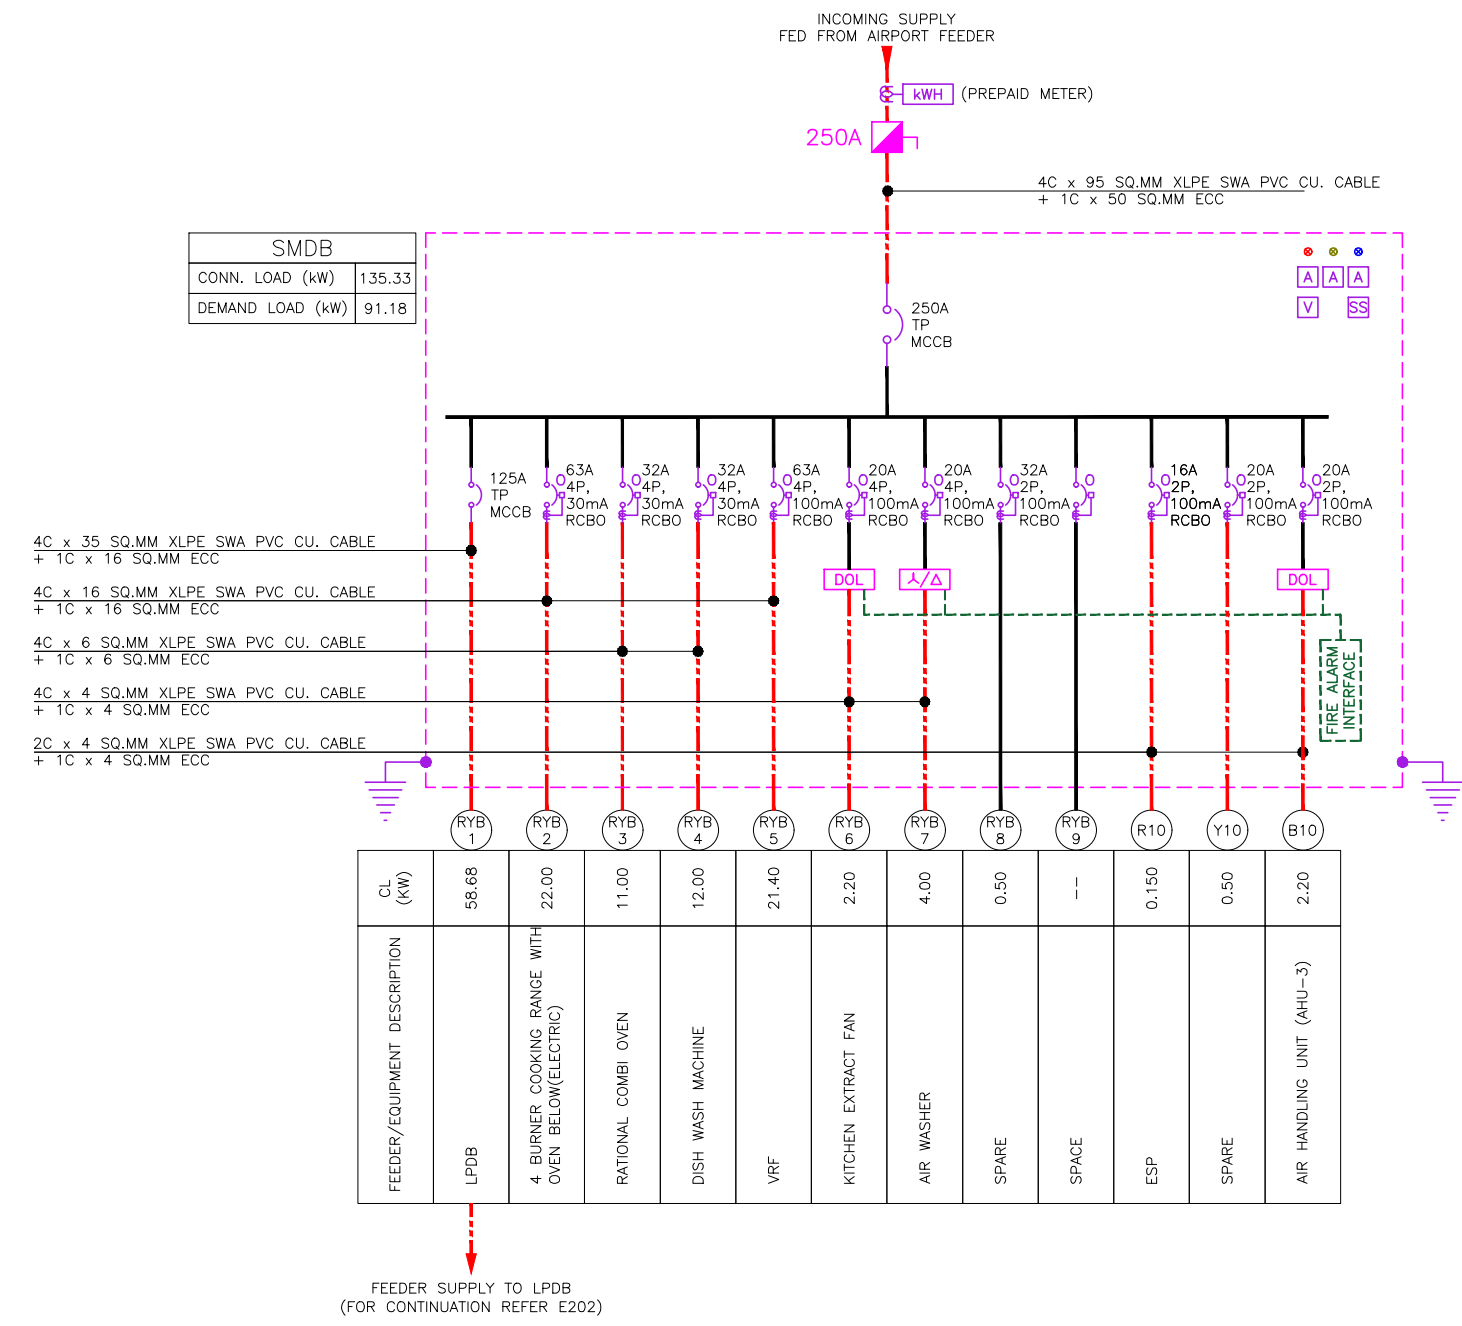 INCOMING SUPPLY
FED FROM AIRPORT FEEDER
kWH (PREPAID METER)
250A
4C x 95 SQ.MM XLPE SWA PVC CU. CABLE
+ 1C x 50 SQ.MM ECC
SMDB
CONN. LOAD (kW) 135.33
DEMAND LOAD (kW) 91.18
A A A
V SS
250A
TP
MCCB
125A
TP
MCCB
63A
4P,
30mA
RCBO
32A
4P,
30mA
RCBO
32A
4P,
30mA
RCBO
63A
4P,
100mA
RCBO
20A
4P,
100mA
RCBO
20A
4P,
100mA
RCBO
32A
2P,
100mA
RCBO
16A
2P,
100mA
RCBO
20A
2P,
100mA
RCBO
20A
2P,
100mA
RCBO
4C x 35 SQ.MM XLPE SWA PVC CU. CABLE
+ 1C x 16 SQ.MM ECC
4C x 16 SQ.MM XLPE SWA PVC CU. CABLE
+ 1C x 16 SQ.MM ECC
4C x 6 SQ.MM XLPE SWA PVC CU. CABLE
+ 1C x 6 SQ.MM ECC
4C x 4 SQ.MM XLPE SWA PVC CU. CABLE
+ 1C x 4 SQ.MM ECC
2C x 4 SQ.MM XLPE SWA PVC CU. CABLE
+ 1C x 4 SQ.MM ECC
DOL
DOL
FIRE ALARM
INTERFACE
RYB
1
RYB
2
RYB
3
RYB
4
RYB
5
RYB
6
RYB
7
RYB
8
RYB
9
R10
Y10
B10
CL
(KW)
58.68
22.00
11.00
12.00
21.40
2.20
4.00
0.50
--
0.150
0.50
2.20
FEEDER/EQUIPMENT DESCRIPTION
LPDB
4 BURNER COOKING RANGE WITH
OVEN BELOW(ELECTRIC)
RATIONAL COMBI OVEN
DISH WASH MACHINE
VRF
KITCHEN EXTRACT FAN
AIR WASHER
SPARE
SPACE
ESP
SPARE
AIR HANDLING UNIT (AHU-3)
FEEDER SUPPLY TO LPDB
(FOR CONTINUATION REFER E202)